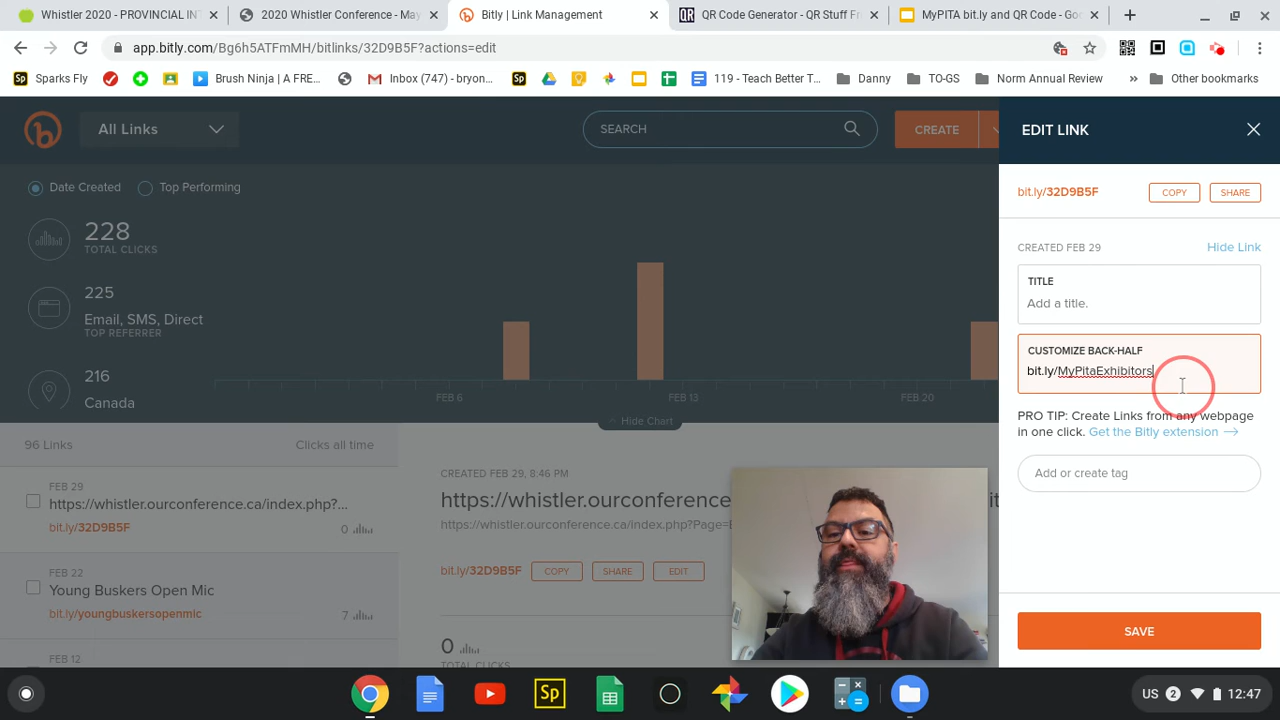 Whistler 2020 - PROVINCIAL INT
2020 Whistler Conference - May
Bitly | Link Management
QR Code Generator - QR Stuff Fr
MyPITA bit.ly and QR Code - Goo
app.bitly.com/Bg6h5ATFmMH/bitlinks/32D9B5F?actions=edit
Sparks Fly
Brush Ninja | A FRE...
Inbox (747) - bryon...
119 - Teach Better T...
Danny
TO-GS
Norm Annual Review
»
Other bookmarks
All Links
SEARCH
CREATE
EDIT LINK
Date Created
Top Performing
228
TOTAL CLICKS
225
Email, SMS, Direct
TOP REFERRER
216
Canada
FEB 6
FEB 13
FEB 20
Hide Chart
bit.ly/32D9B5F
COPY
SHARE
CREATED FEB 29
Hide Link
TITLE
Add a title.
CUSTOMIZE BACK-HALF
bit.ly/MyPitaExhibitors
PRO TIP: Create Links from any webpage
in one click. Get the Bitly extension →
Add or create tag
SAVE
96 Links
Clicks all time
FEB 29
https://whistler.ourconference.ca/index.php?...
bit.ly/32D9B5F
0
FEB 22
Young Buskers Open Mic
bit.ly/youngbuskersopenmic
7
FEB 12
CREATED FEB 29, 8:46 PM
https://whistler.ourconference
https://whistler.ourconference.ca/index.php?Page=E
bit.ly/32D9B5F
COPY
SHARE
EDIT
0
TOTAL CLICKS
US
2
12:47